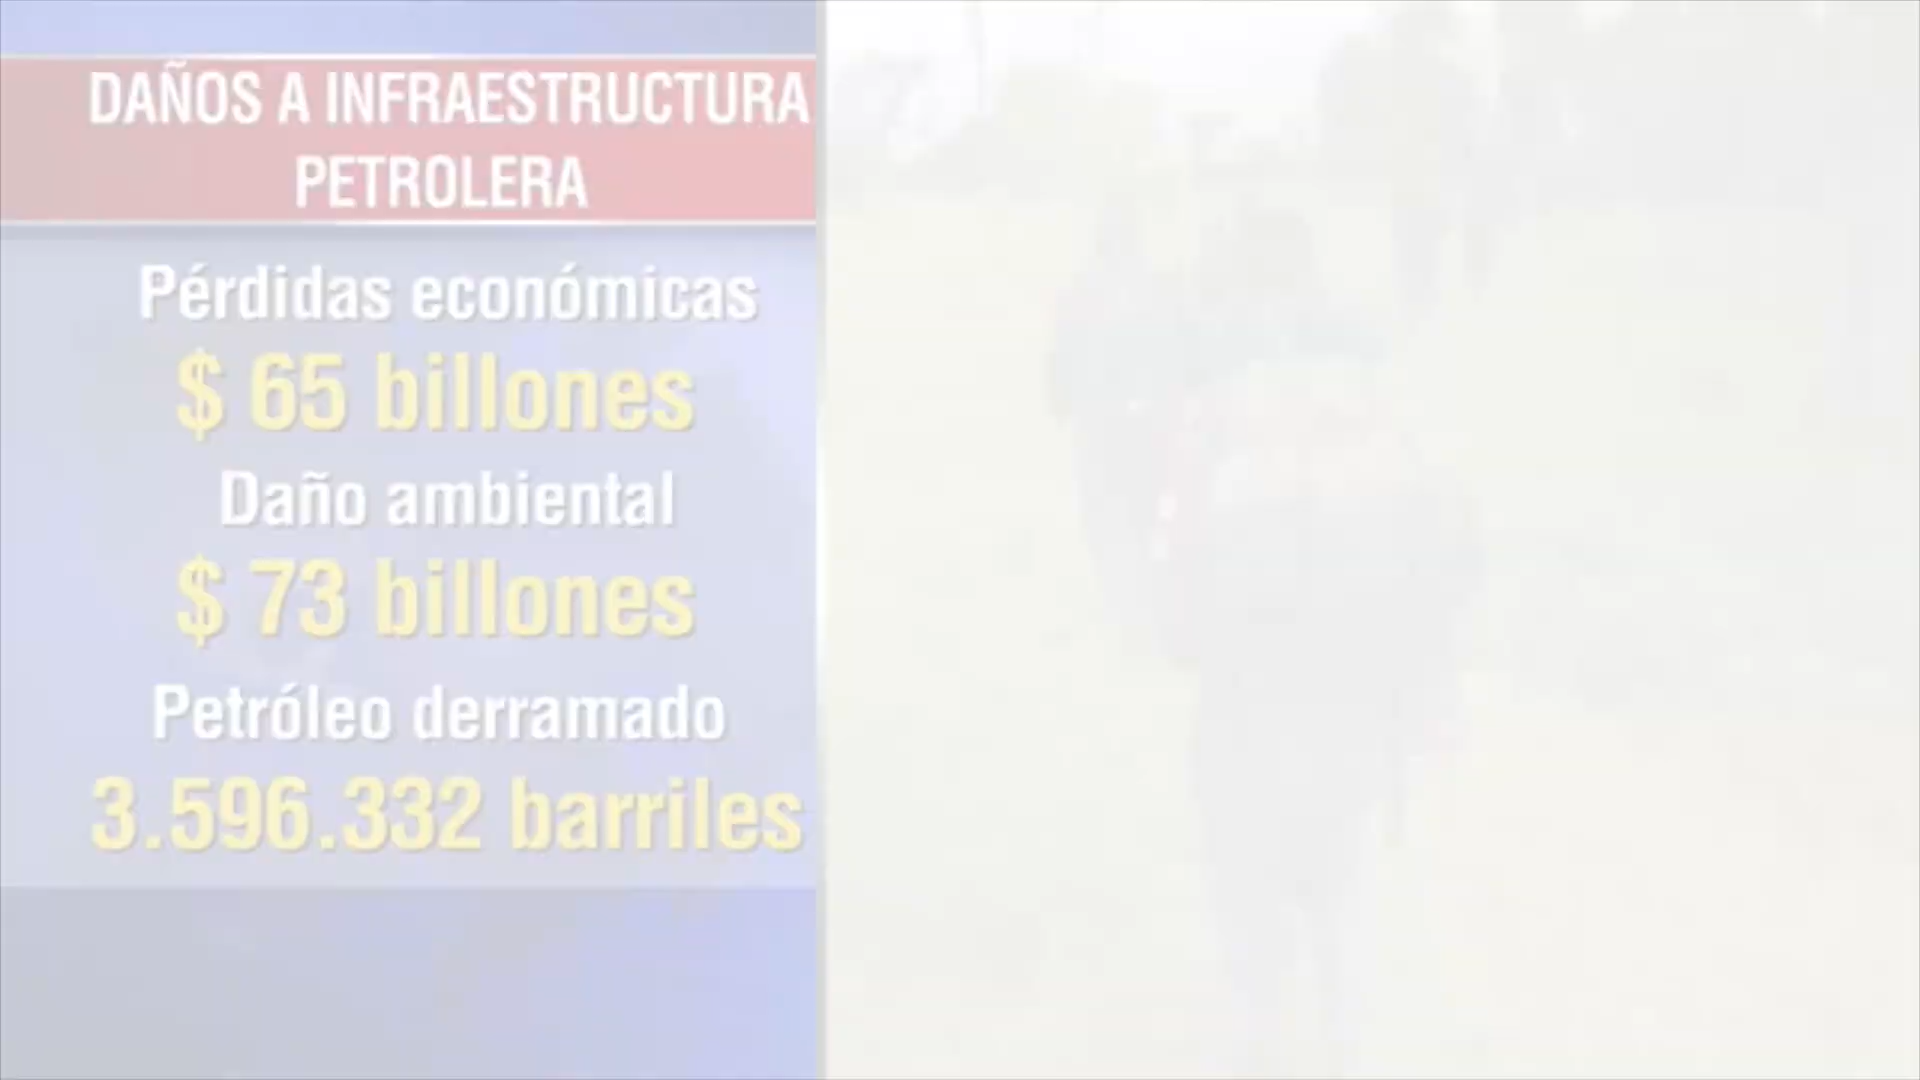 DAÑOS A INFRAESTRUCTURA
PETROLERA
Pérdidas económicas
$ 65 billones
Daño ambiental
$ 73 billones
Petróleo derramado
3.596.332 barriles